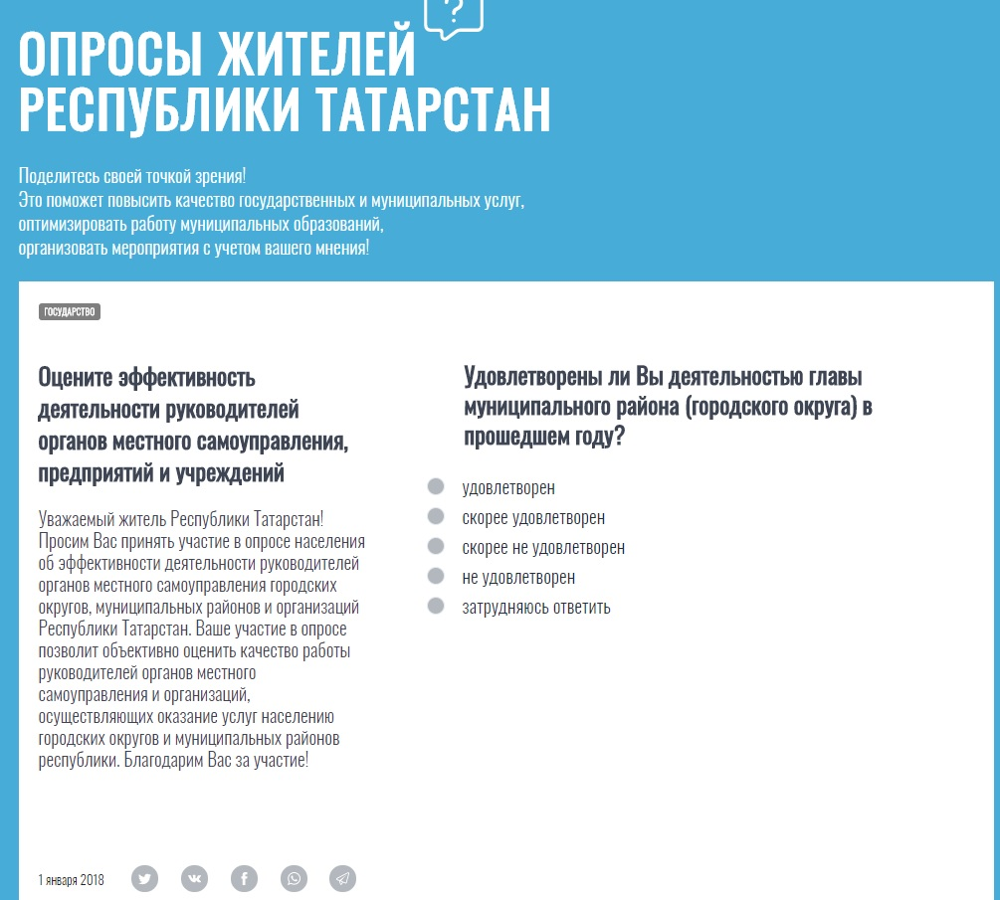 ?
ОПРОСЫ ЖИТЕЛЕЙ
РЕСПУБЛИКИ ТАТАРСТАН
Поделитесь своей точкой зрения!
Это поможет повысить качество государственных и муниципальных услуг,
оптимизировать работу муниципальных образований,
организовать мероприятия с учетом вашего мнения!
ГОСУДАРСТВО
Оцените эффективность
деятельности руководителей
органов местного самоуправления,
предприятий и учреждений
Уважаемый житель Республики Татарстан!
Просим Вас принять участие в опросе населения
об эффективности деятельности руководителей
органов местного самоуправления городских
округов, муниципальных районов и организаций
Республики Татарстан. Ваше участие в опросе
позволит объективно оценить качество работы
руководителей органов местного
самоуправления и организаций,
осуществляющих оказание услуг населению
городских округов и муниципальных районов
республики. Благодарим Вас за участие!
Удовлетворены ли Вы деятельностью главы
муниципального района (городского округа) в
прошедшем году?
удовлетворен
скорее удовлетворен
скорее не удовлетворен
не удовлетворен
затрудняюсь ответить
1 января 2018